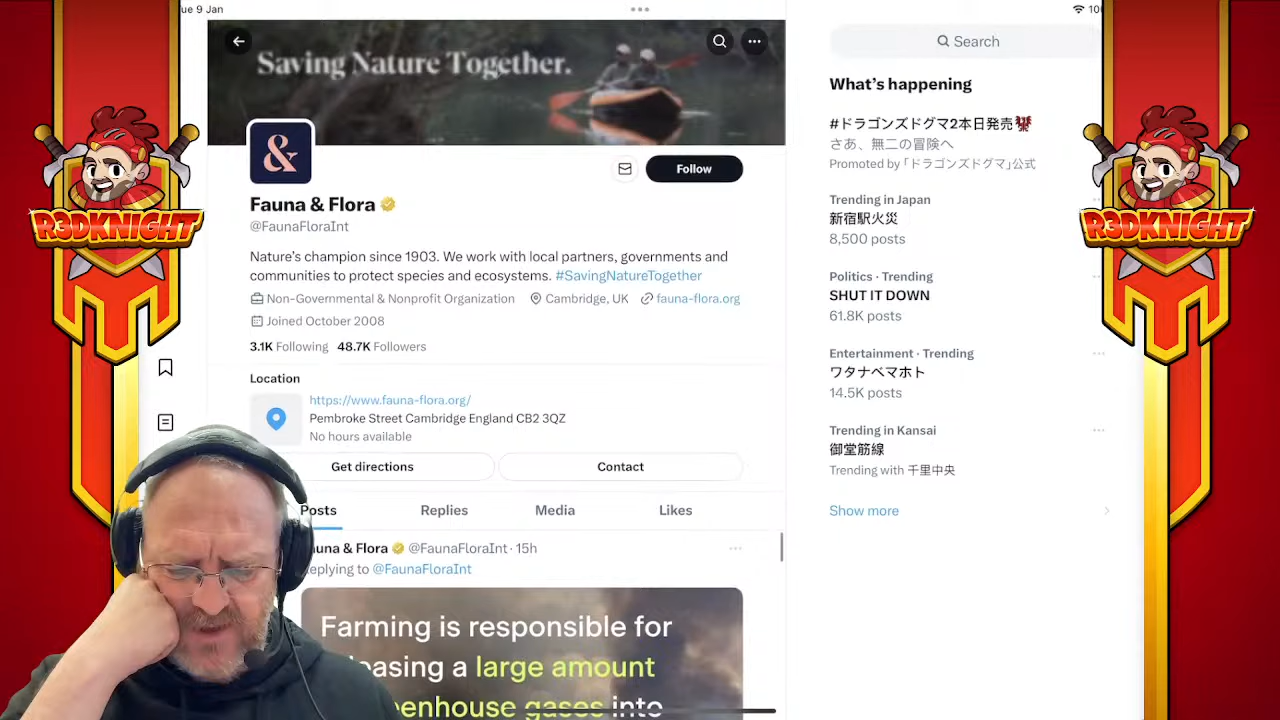 ue 9 Jan
10
Saving Nature Together.
&
Follow
Fauna & Flora
@FaunaFloraInt
Nature's champion since 1903. We work with local partners, governments and
communities to protect species and ecosystems. #SavingNatureTogether
Non-Governmental & Nonprofit Organization Cambridge, UK fauna-flora.org
Joined October 2008
3.1K Following 48.7K Followers
Location
https://www.fauna-flora.org/
Pembroke Street Cambridge England CB2 3QZ
No hours available
Get directions
Contact
Posts
Replies
Media
Likes
una & Flora @FaunaFloraInt · 15h
eplying to @FaunaFloraInt
Farming is responsible for
easing a large amount
eenhouse gases into
Search
What's happening
#ドラゴンズドグマ2本日発売
さあ、無二の冒険へ
Promoted by「ドラゴンズドグマ」公式
Trending in Japan
新宿駅火災
8,500 posts
Politics · Trending
SHUT IT DOWN
61.8K posts
Entertainment · Trending
ワタナベマホト
14.5K posts
Trending in Kansai
御堂筋線
Trending with 千里中央
Show more
R3DKNIGHT
R3DKNIGHT